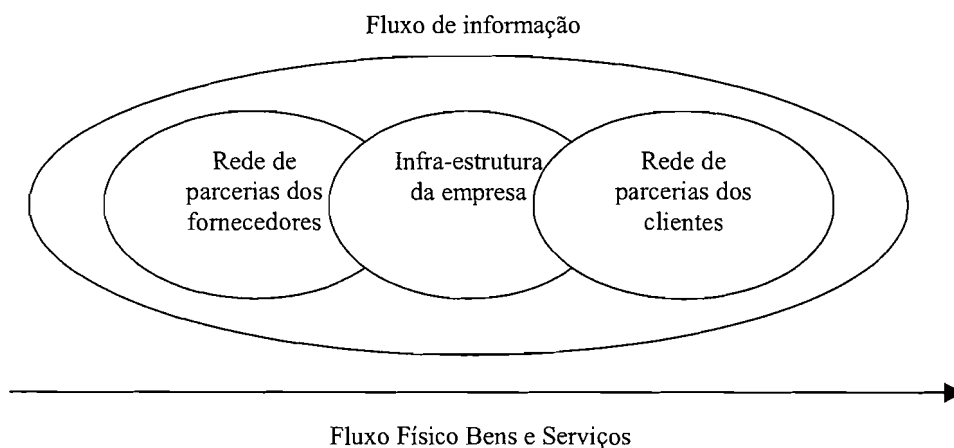 Fluxo de informação
Rede de
parcerias dos
fornecedores
Infra-estrutura
da empresa
Rede de
parcerias dos
clientes
Fluxo Físico Bens e Serviços